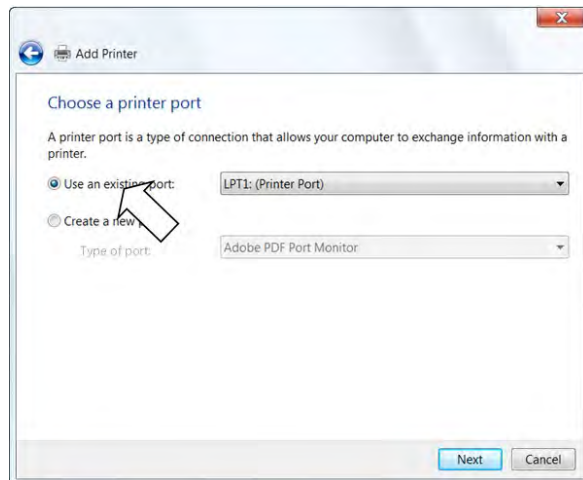 Add Printer
Choose a printer port
A printer port is a type of connection that allows your computer to exchange information with a
printer.
Use an existing port: LPT1: (Printer Port)
Create a new
Type of port: Adobe PDF Port Monitor
Next Cancel